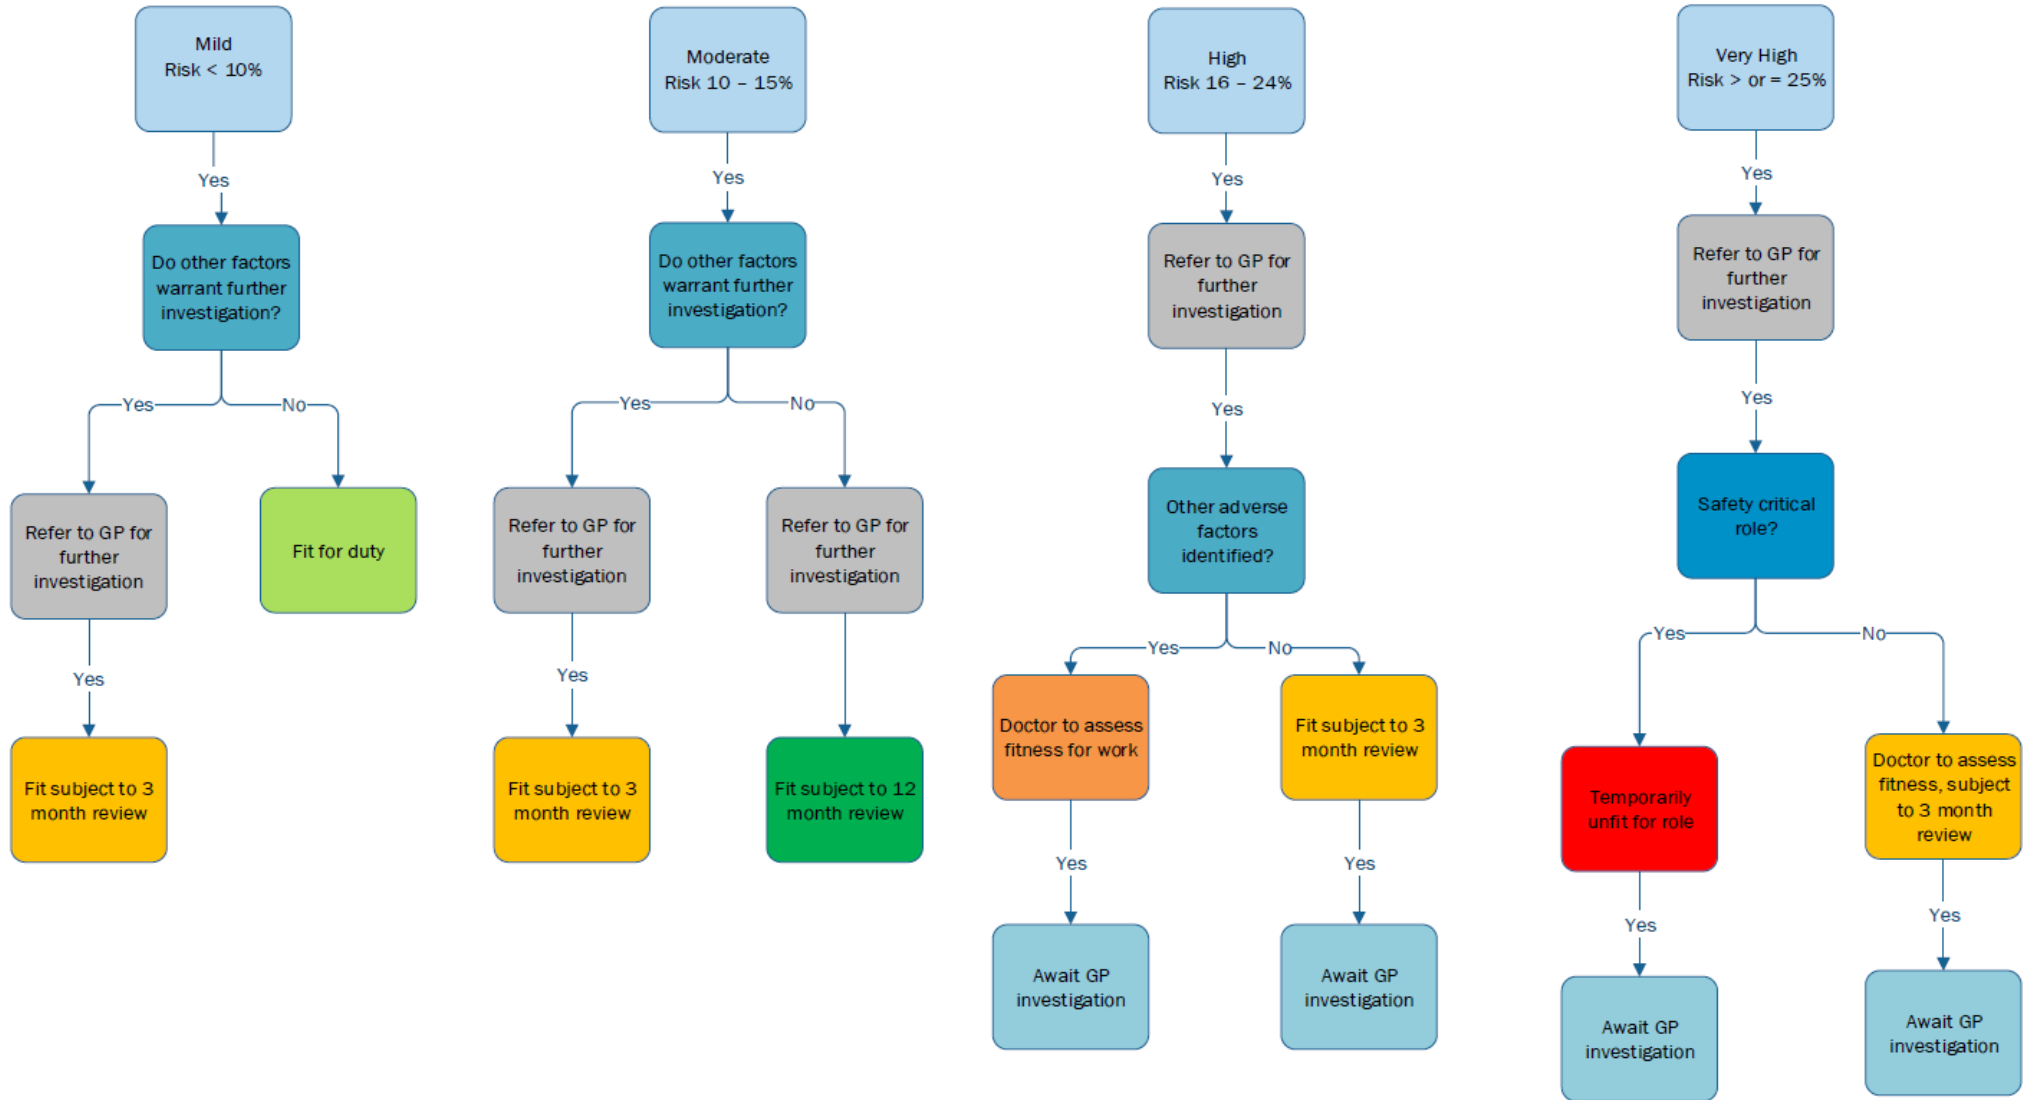 Mild
Risk < 10%
Yes
Do other factors
warrant further
investigation?
Yes
No
Refer to GP for
further
investigation
Fit for duty
Yes
Fit subject to 3
month review
Moderate
Risk 10 – 15%
Yes
Do other factors
warrant further
investigation?
Yes
No
Refer to GP for
further
investigation
Refer to GP for
further
investigation
Yes
Fit subject to 3
month review
Fit subject to 12
month review
High
Risk 16 – 24%
Yes
Refer to GP for
further
investigation
Yes
Other adverse
factors
identified?
Yes
No
Doctor to assess
fitness for work
Fit subject to 3
month review
Yes
Yes
Await GP
investigation
Await GP
investigation
Very High
Risk > or = 25%
Yes
Refer to GP for
further
investigation
Yes
Safety critical
role?
Yes
No
Temporarily
unfit for role
Doctor to assess
fitness, subject
to 3 month
review
Yes
Yes
Await GP
investigation
Await GP
investigation